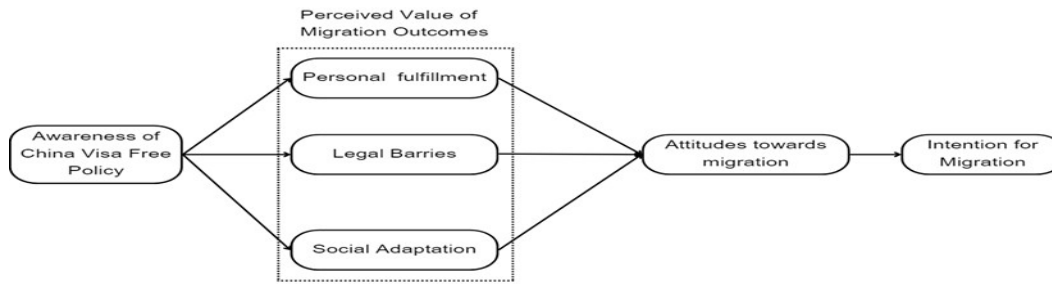 Perceived Value of
Migration Outcomes
Personal fulfillment
Awareness of
China Visa Free
Policy
Legal Barries
Attitudes towards
migration
Intention for
Migration
Social Adaptation